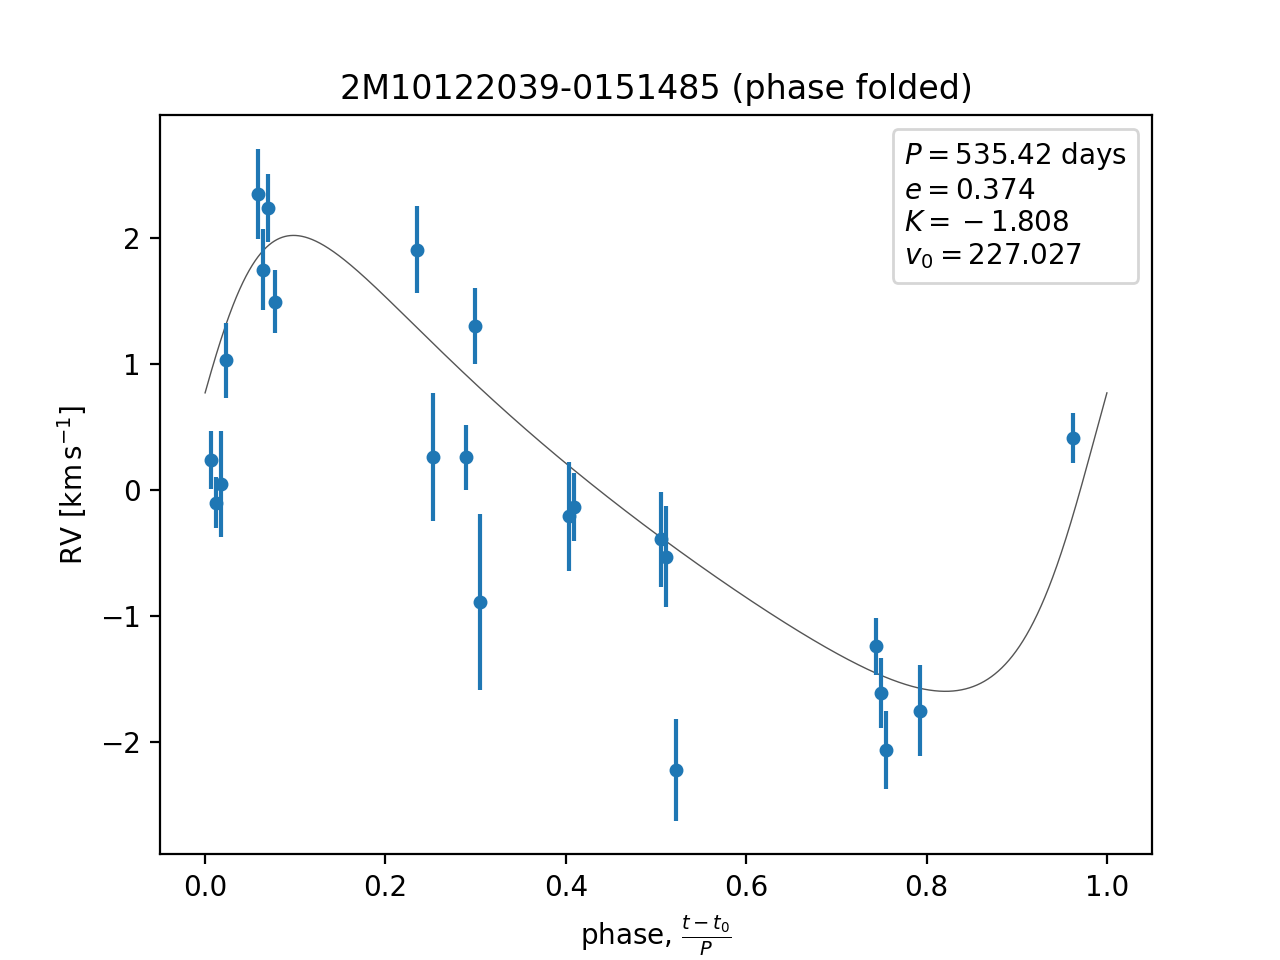 2M10122039-0151485 (phase folded)
P = 535.42 days
e = 0.374
K = −1.808
v₀ = 227.027
2
1
0
−1
−2
RV [km s⁻¹]
0.0 0.2 0.4 0.6 0.8 1.0
phase, (t − t₀)/P